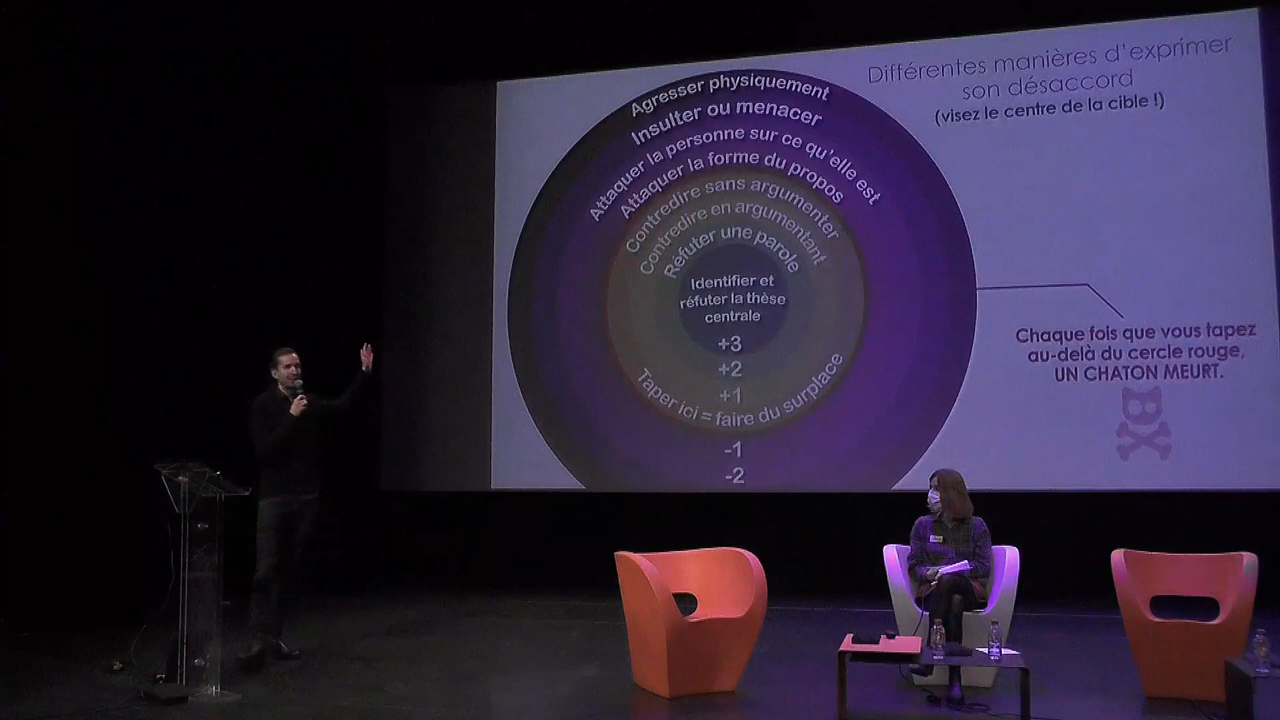 Différentes manières d'exprimer
son désaccord
(visez le centre de la cible !)
Agresser physiquement
Insulter ou menacer
Attaquer la personne sur ce qu'elle est
Attaquer la forme du propos
Contredire sans argumenter
Contredire en argumentant
Réfuter une parole
Identifier et
réfuter la thèse
centrale
+3
+2
+1
Taper ici = faire du surplace
-1
-2
Chaque fois que vous tapez
au-delà du cercle rouge,
UN CHATON MEURT.